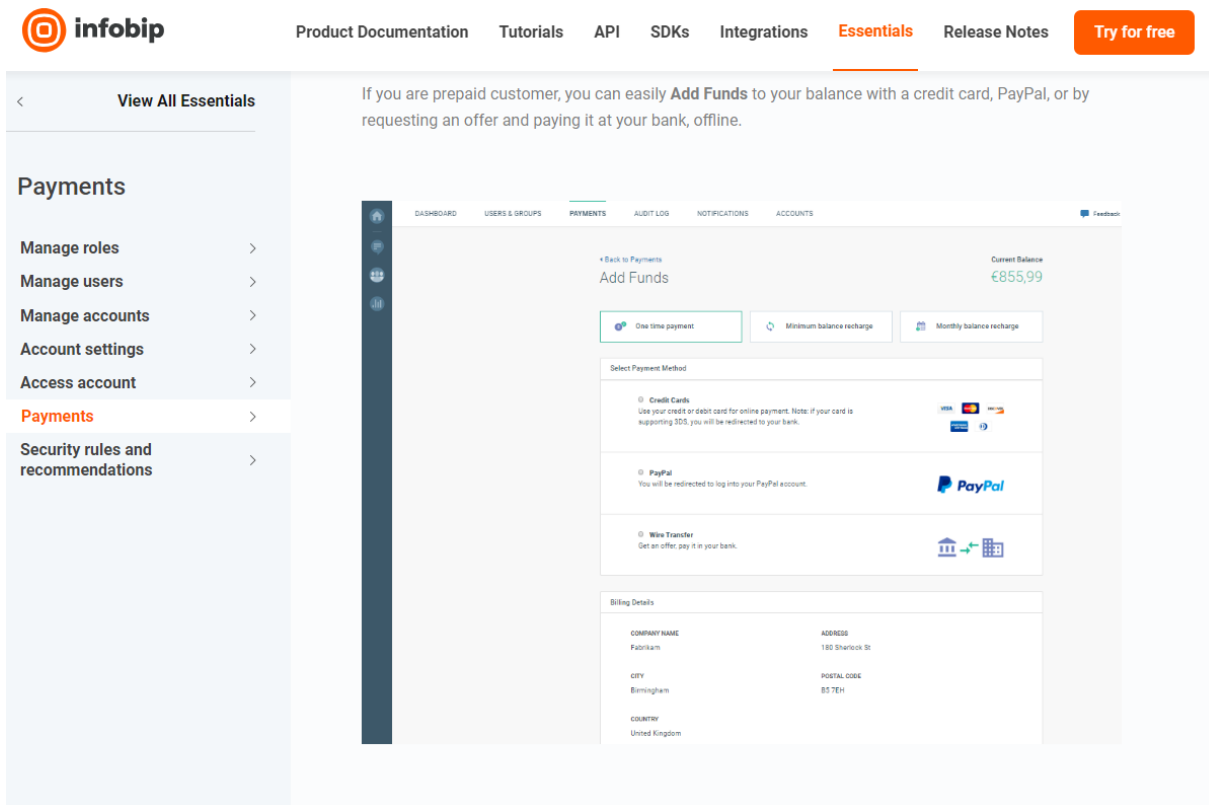 infobip
Product Documentation Tutorials API SDKs Integrations Essentials Release Notes Try for free
View All Essentials
Payments
Manage roles
Manage users
Manage accounts
Account settings
Access account
Payments
Security rules and
recommendations
If you are prepaid customer, you can easily Add Funds to your balance with a credit card, PayPal, or by
requesting an offer and paying it at your bank, offline.
DASHBOARD USERS & GROUPS PAYMENTS AUDIT LOG NOTIFICATIONS ACCOUNTS Feedback
Back to Payments
Current Balance
Add Funds
€855,99
One time payment
Minimum balance recharge
Monthly balance recharge
Select Payment Method
Credit Cards
Use your credit or debit card for online payment. Note: if your card is
supporting 3DS, you will be redirected to your bank.
VISA
PayPal
You will be redirected to log into your PayPal account.
PayPal
Wire Transfer
Get an offer, pay it in your bank.
Billing Details
COMPANY NAME ADDRESS
Fabrikam 180 Sherlock St
CITY POSTAL CODE
Birmingham B5 7EH
COUNTRY
United Kingdom